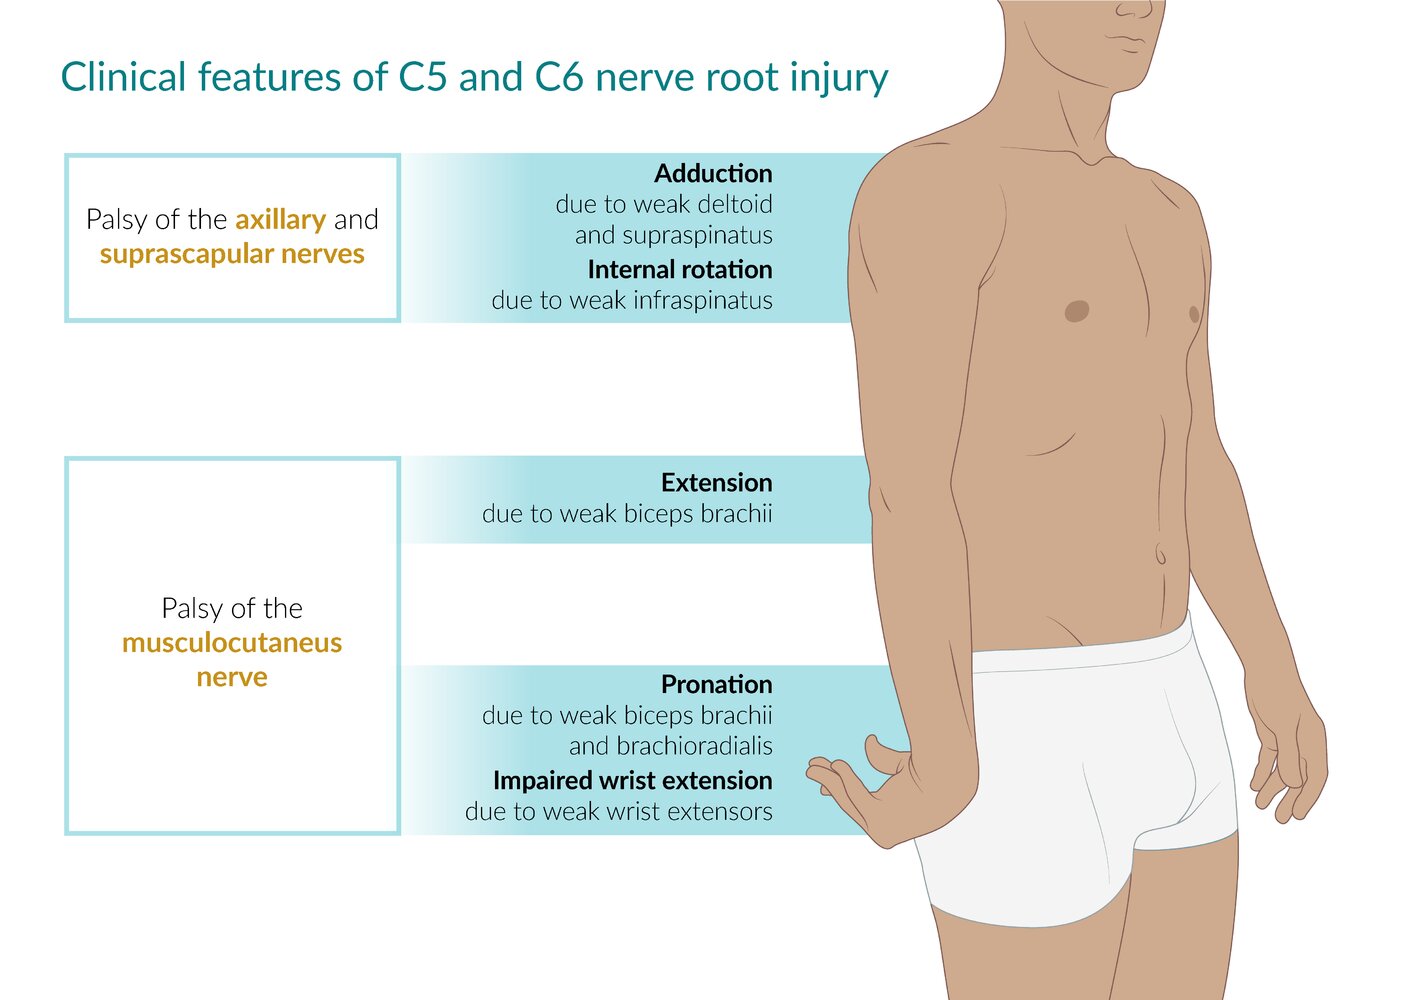 Clinical features of C5 and C6 nerve root injury
Palsy of the axillary and
suprascapular nerves
Adduction
due to weak deltoid
and supraspinatus
Internal rotation
due to weak infraspinatus
Palsy of the
musculocutaneus
nerve
Extension
due to weak biceps brachii
Pronation
due to weak biceps brachii
and brachioradialis
Impaired wrist extension
due to weak wrist extensors